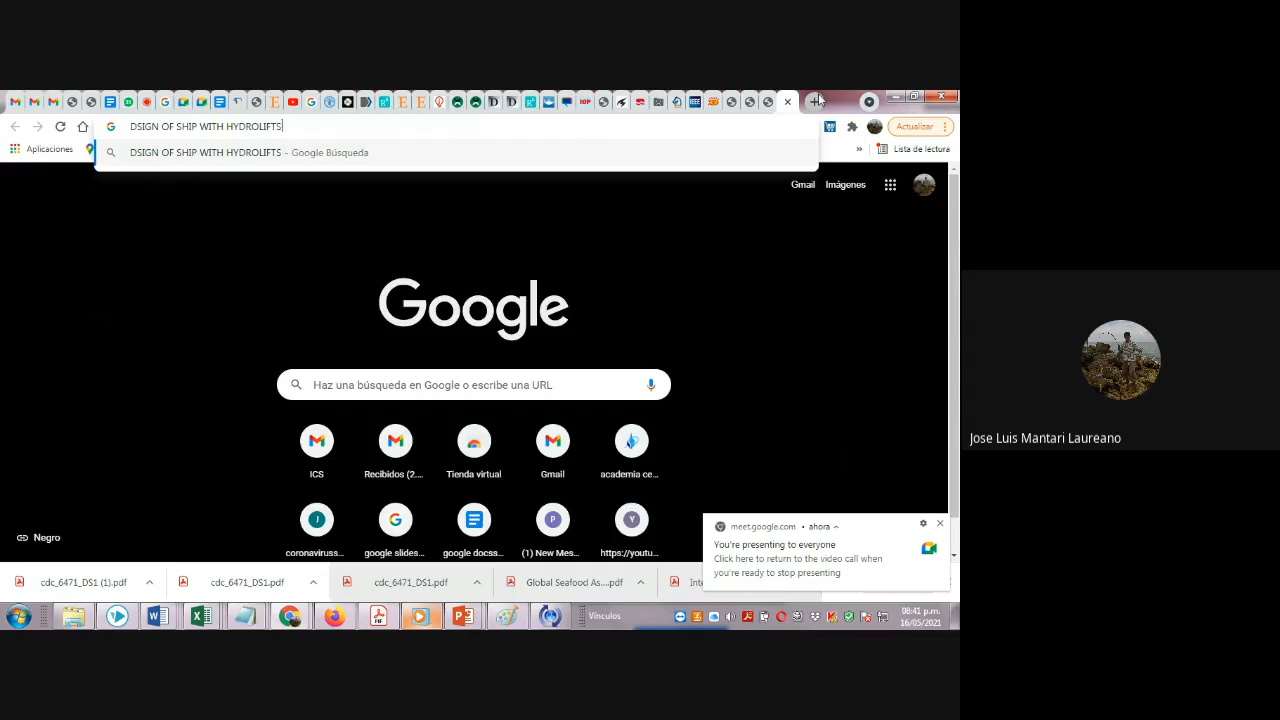 DSIGN OF SHIP WITH HYDROLIFTS
Actualizar
DSIGN OF SHIP WITH HYDROLIFTS - Google Búsqueda
Aplicaciones
»
Lista de lectura
Gmail
Imágenes
Google
Haz una búsqueda en Google o escribe una URL
ICS
Recibidos (2....
Tienda virtual
Gmail
academia ce...
coronaviruss...
google slides...
google docss...
(1) New Mes...
https://youtu...
Negro
meet.google.com • ahora
You're presenting to everyone
Click here to return to the video call when
you're ready to stop presenting
cdc_6471_DS1 (1).pdf
cdc_6471_DS1.pdf
cdc_6471_DS1.pdf
Global Seafood As....pdf
Vínculos
08:41 p.m.
16/05/2021
Jose Luis Mantari Laureano